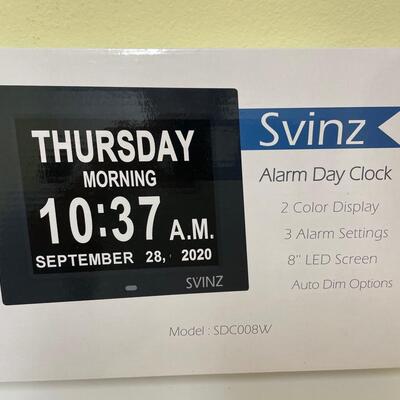 THURSDAY
MORNING
10:37 A.M.
SEPTEMBER 28, 2020
SVINZ
Svinz
Alarm Day Clock
2 Color Display
3 Alarm Settings
8" LED Screen
Auto Dim Options
Model : SDC008W